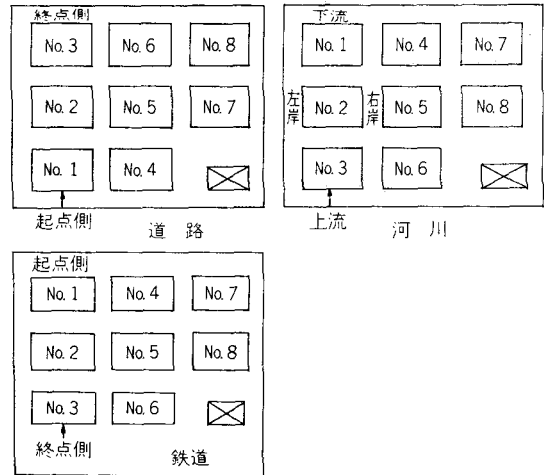 終点側
No. 3 No. 6 No. 8
No. 2 No. 5 No. 7
No. 1 No. 4
起点側
道路
下流
No. 1 No. 4 No. 7
左岸 No. 2 右岸 No. 5 No. 8
No. 3 No. 6
上流
河川
起点側
No. 1 No. 4 No. 7
No. 2 No. 5 No. 8
No. 3 No. 6
終点側
鉄道